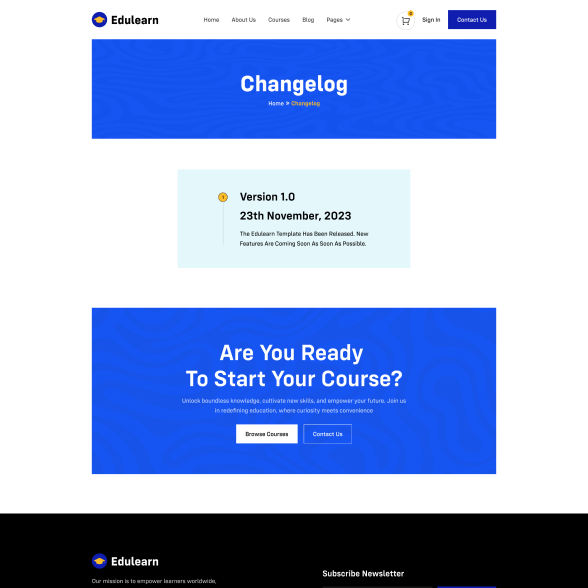 Edulearn
Home About Us Courses Blog Pages
0
Sign In
Contact Us
Changelog
Home » Changelog
1
Version 1.0
23th November, 2023
The Edulearn Template Has Been Released. New
Features Are Coming Soon As Soon As Possible.
Are You Ready
To Start Your Course?
Unlock boundless knowledge, cultivate new skills, and empower your future. Join us
in redefining education, where curiosity meets convenience
Browse Courses
Contact Us
Edulearn
Our mission is to empower learners worldwide,
Subscribe Newsletter